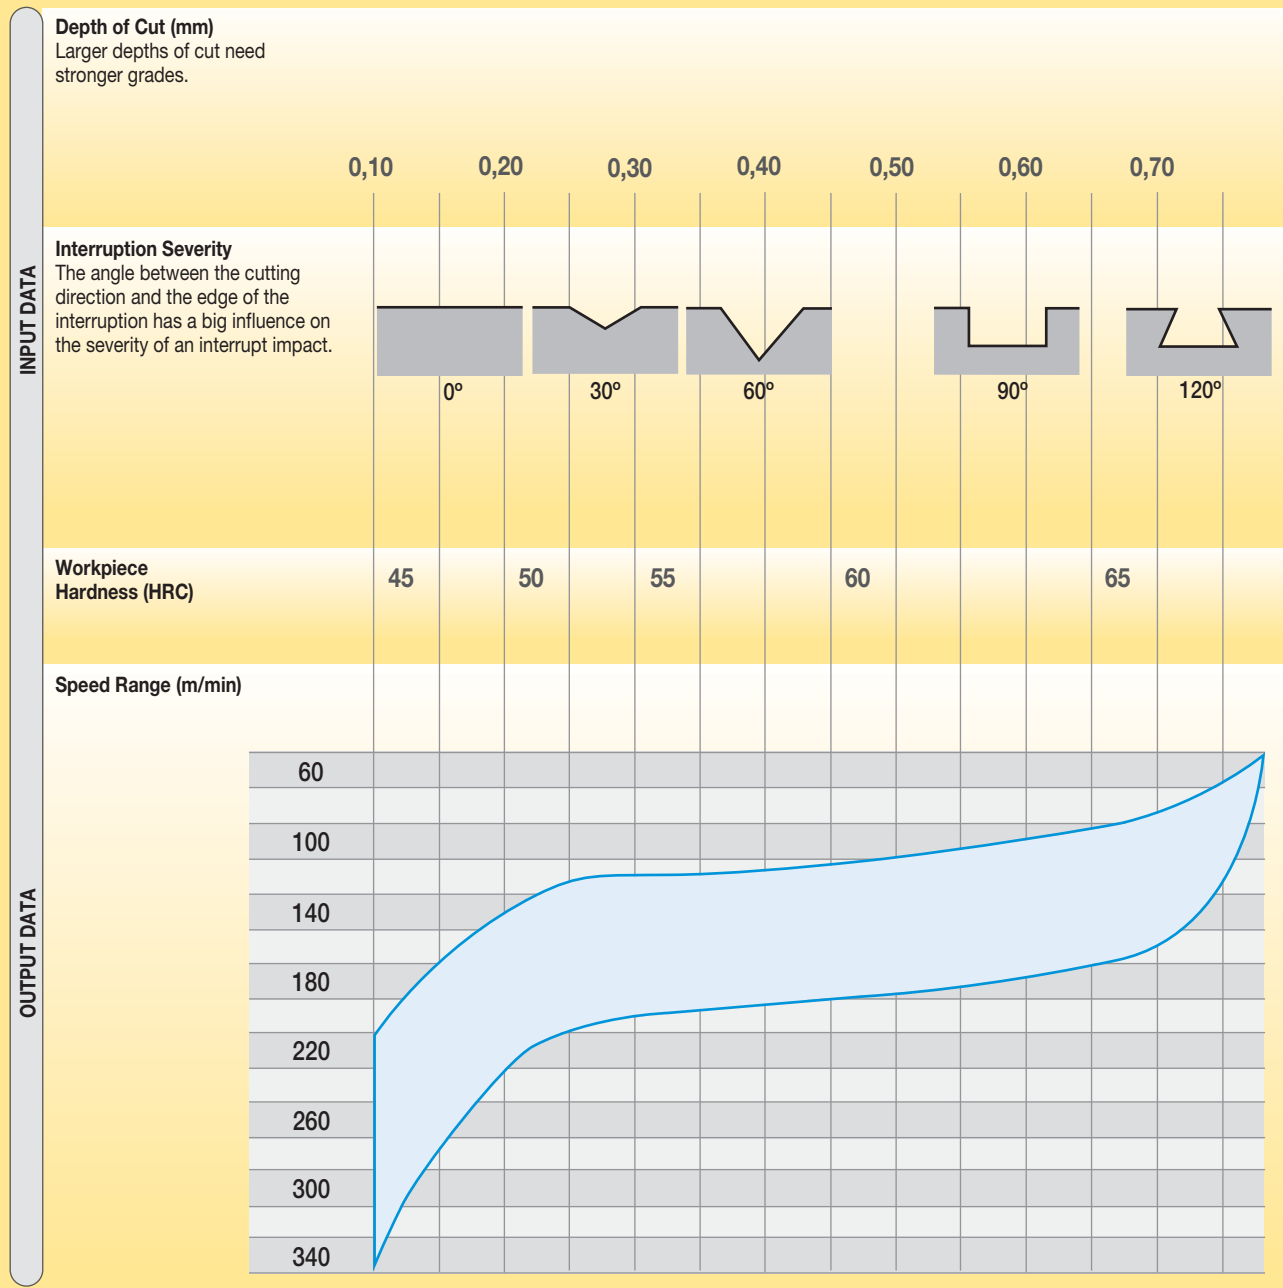 INPUT DATA
Depth of Cut (mm)
Larger depths of cut need
stronger grades.
0,10 0,20 0,30 0,40 0,50 0,60 0,70
Interruption Severity
The angle between the cutting
direction and the edge of the
interruption has a big influence on
the severity of an interrupt impact.
0º 30º 60º 90º 120º
Workpiece
Hardness (HRC)
45 50 55 60 65
OUTPUT DATA
Speed Range (m/min)
60
100
140
180
220
260
300
340